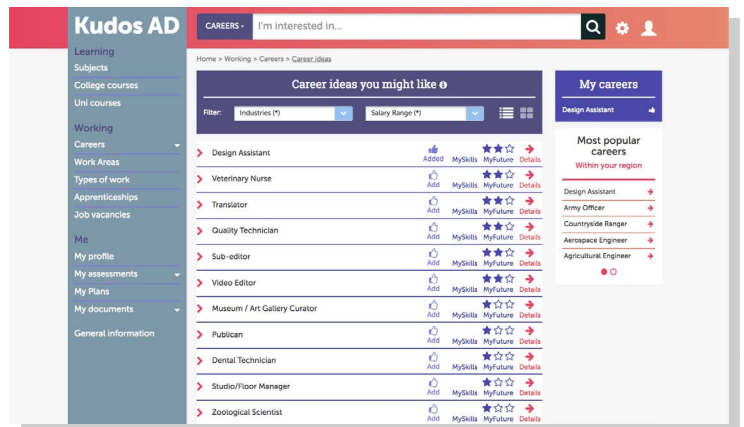 Kudos AD
CAREERS
I'm interested in...
Learning
Subjects
College courses
Uni courses
Working
Careers
Work Areas
Types of work
Apprenticeships
Job vacancies
Me
My profile
My assessments
My Plans
My documents
General information
Home > Working > Careers > Career ideas
Career ideas you might like
Filter: Industries (*) Salary Range (*)
Design Assistant Added MySkills MyFuture Details
Veterinary Nurse Add MySkills MyFuture Details
Translator Add MySkills MyFuture Details
Quality Technician Add MySkills MyFuture Details
Sub-editor Add MySkills MyFuture Details
Video Editor Add MySkills MyFuture Details
Museum / Art Gallery Curator Add MySkills MyFuture Details
Publican Add MySkills MyFuture Details
Dental Technician Add MySkills MyFuture Details
Studio/Floor Manager Add MySkills MyFuture Details
Zoological Scientist Add MySkills MyFuture Details
My careers
Design Assistant
Most popular
careers
Within your region
Design Assistant
Army Officer
Countryside Ranger
Aerospace Engineer
Agricultural Engineer